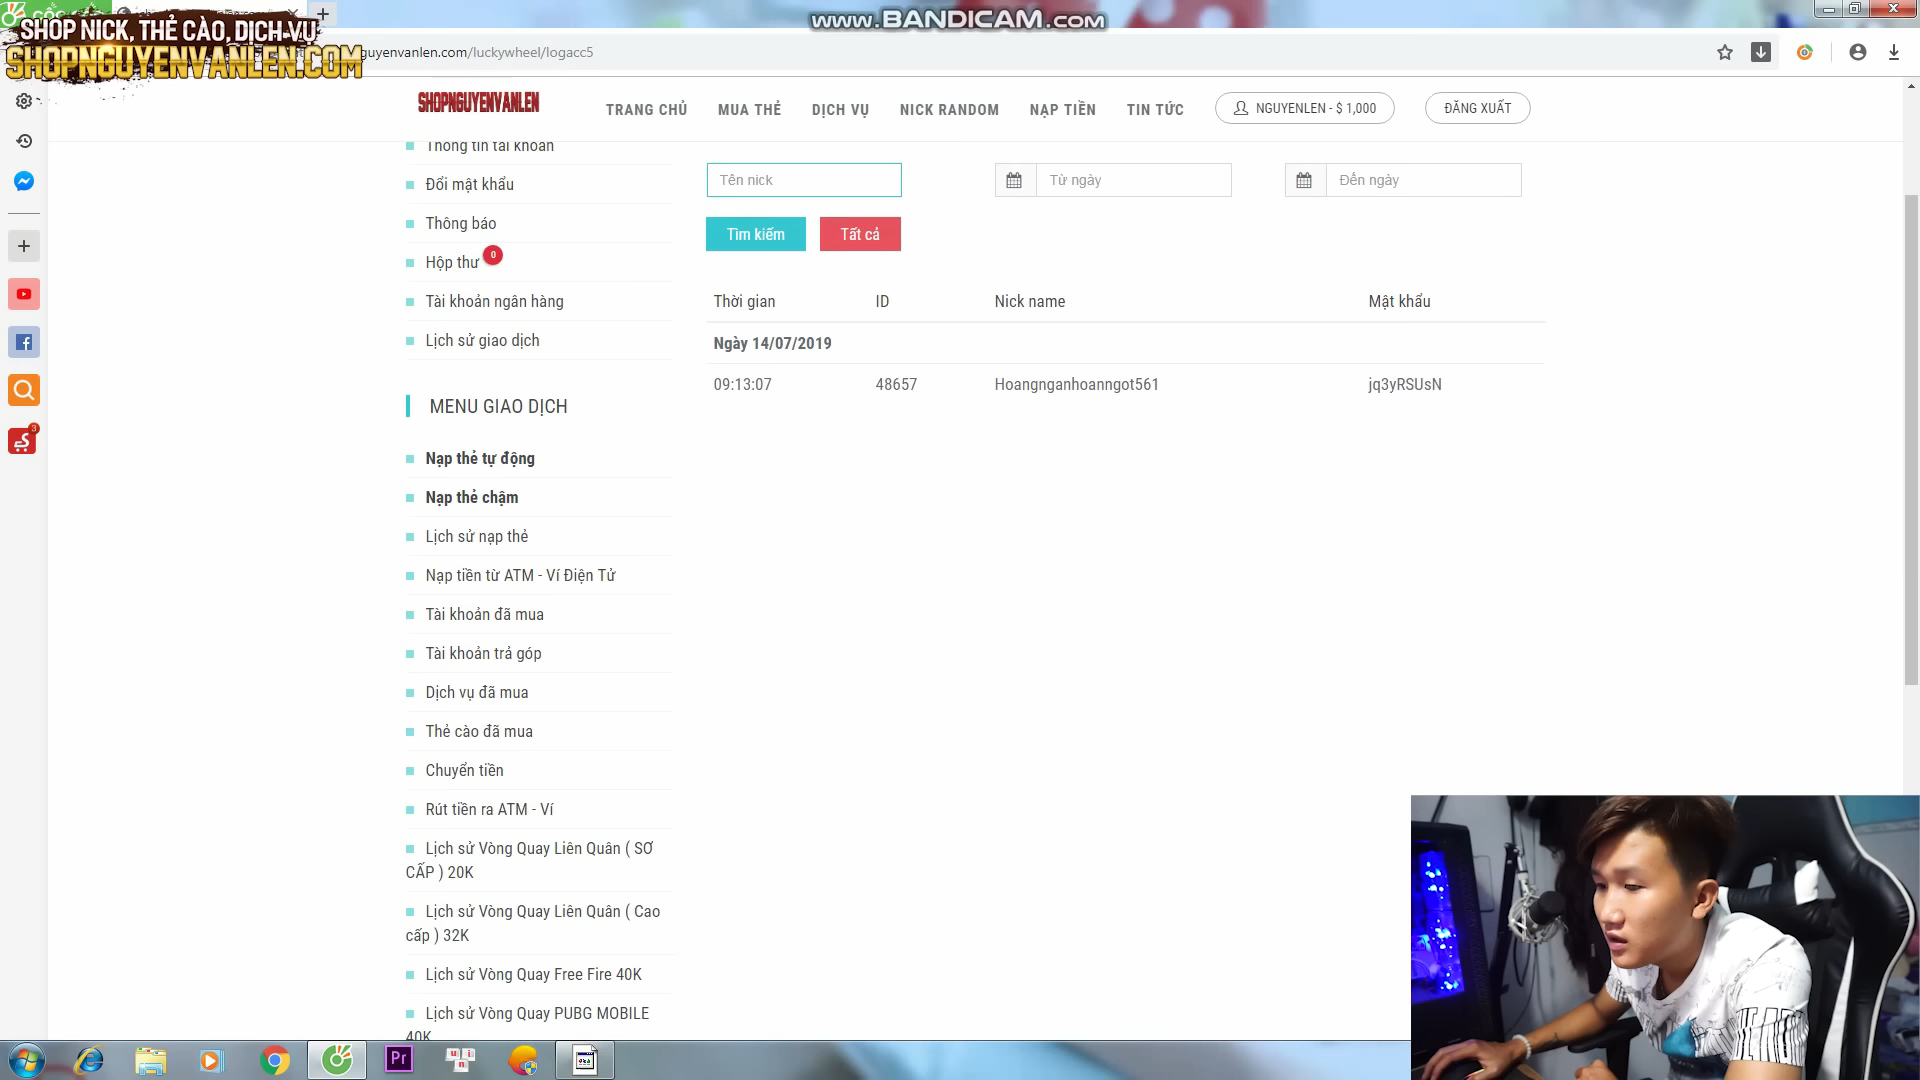 SHOP NICK, THẺ CÀO, DỊCH VỤ
SHOPNGUYENVANLEN.COM
WWW.BANDICAM.COM
guyenvanlen.com/luckywheel/logacc5
SHOPNGUYENVANLEN
TRANG CHỦ
MUA THẺ
DỊCH VỤ
NICK RANDOM
NẠP TIỀN
TIN TỨC
NGUYENLEN - $ 1,000
ĐĂNG XUẤT
Thông tin tài khoản
Đổi mật khẩu
Thông báo
Hộp thư 0
Tài khoản ngân hàng
Lịch sử giao dịch
MENU GIAO DỊCH
Nạp thẻ tự động
Nạp thẻ chậm
Lịch sử nạp thẻ
Nạp tiền từ ATM - Ví Điện Tử
Tài khoản đã mua
Tài khoản trả góp
Dịch vụ đã mua
Thẻ cào đã mua
Chuyển tiền
Rút tiền ra ATM - Ví
Lịch sử Vòng Quay Liên Quân ( SƠ
CẤP ) 20K
Lịch sử Vòng Quay Liên Quân ( Cao
cấp ) 32K
Lịch sử Vòng Quay Free Fire 40K
Lịch sử Vòng Quay PUBG MOBILE
40K
Tên nick
Từ ngày
Đến ngày
Tìm kiếm
Tất cả
Thời gian ID Nick name Mật khẩu
Ngày 14/07/2019
09:13:07 48657 Hoangnganhoanngot561 jq3yRSUsN
3
Pr